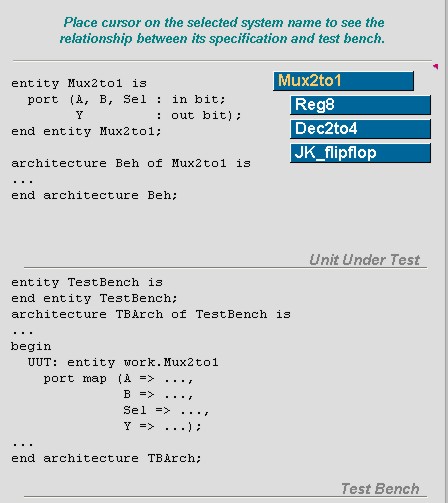 Place cursor on the selected system name to see the
relationship between its specification and test bench.
entity Mux2to1 is
port (A, B, Sel : in bit;
Y : out bit);
end entity Mux2to1;
architecture Beh of Mux2to1 is
...
end architecture Beh;
Mux2to1
Reg8
Dec2to4
JK_flipflop
Unit Under Test
entity TestBench is
end entity TestBench;
architecture TBArch of TestBench is
...
begin
UUT: entity work.Mux2to1
port map (A => ...,
B => ...,
Sel => ...,
Y => ...);
...
end architecture TBArch;
Test Bench